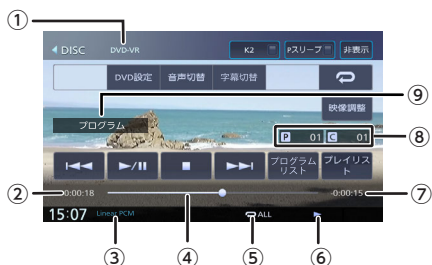 ①
DISC DVD-VR K2 Pスリープ 非表示
DVD設定 音声切替 字幕切替
映像調整
⑨
プログラム
P 01 C 01
⑧
プログラム
リスト
プレイリス
ト
②
0:00:18
-0:00:15
⑦
15:07 Linear PCM ALL
③ ④ ⑤ ⑥